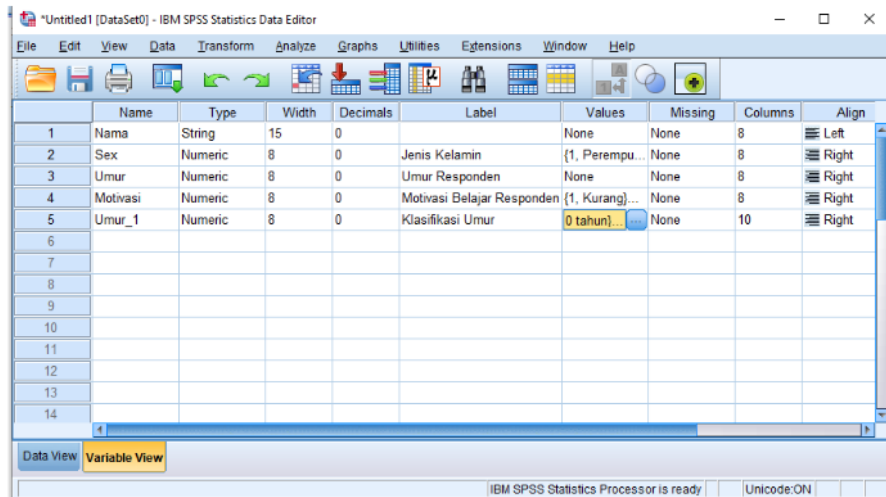 *Untitled1 [DataSet0] - IBM SPSS Statistics Data Editor
File Edit View Data Transform Analyze Graphs Utilities Extensions Window Help
Name Type Width Decimals Label Values Missing Columns Align
1 Nama String 15 0 None None 8 Left
2 Sex Numeric 8 0 Jenis Kelamin {1, Perempu... None 8 Right
3 Umur Numeric 8 0 Umur Responden None None 8 Right
4 Motivasi Numeric 8 0 Motivasi Belajar Responden {1, Kurang}... None 8 Right
5 Umur_1 Numeric 8 0 Klasifikasi Umur 0 tahun}... ... None 10 Right
6
7
8
9
10
11
12
13
14
Data View Variable View
IBM SPSS Statistics Processor is ready Unicode:ON